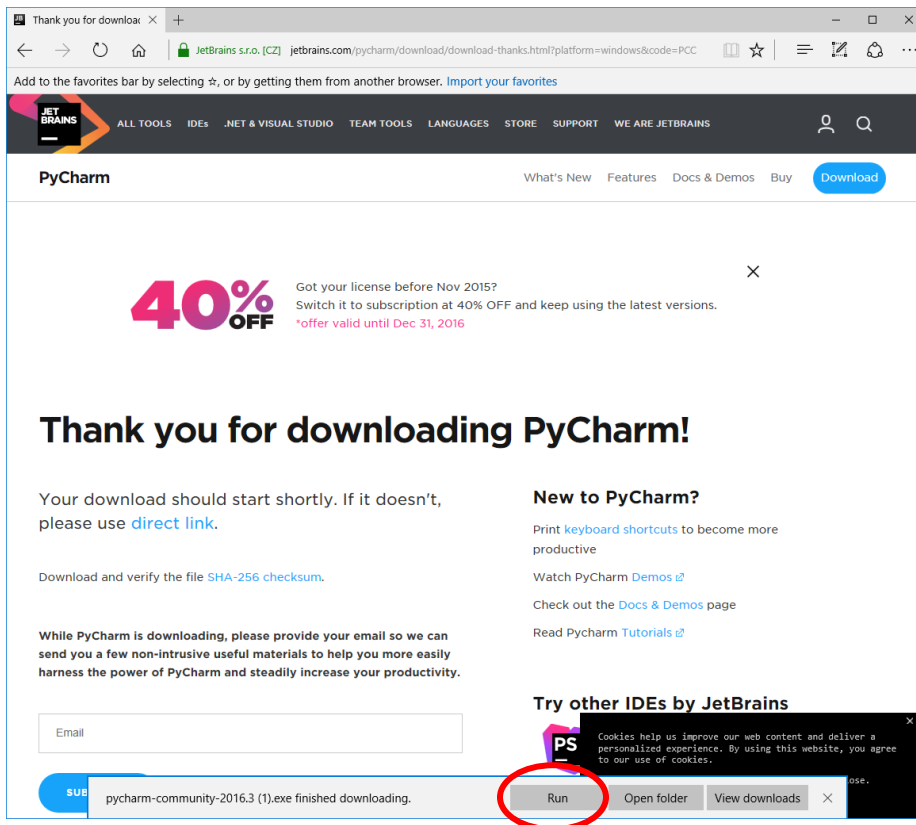 JB Thank you for downloac
JetBrains s.r.o. [CZ] jetbrains.com/pycharm/download/download-thanks.html?platform=windows&code=PCC
Add to the favorites bar by selecting ☆, or by getting them from another browser. Import your favorites
JET
BRAINS
ALL TOOLS IDEs .NET & VISUAL STUDIO TEAM TOOLS LANGUAGES STORE SUPPORT WE ARE JETBRAINS
PyCharm What's New Features Docs & Demos Buy Download
40% OFF
Got your license before Nov 2015?
Switch it to subscription at 40% OFF and keep using the latest versions.
*offer valid until Dec 31, 2016
Thank you for downloading PyCharm!
Your download should start shortly. If it doesn't,
please use direct link.
Download and verify the file SHA-256 checksum.
While PyCharm is downloading, please provide your email so we can
send you a few non-intrusive useful materials to help you more easily
harness the power of PyCharm and steadily increase your productivity.
Email
SUB
New to PyCharm?
Print keyboard shortcuts to become more
productive
Watch PyCharm Demos
Check out the Docs & Demos page
Read Pycharm Tutorials
Try other IDEs by JetBrains
PS
Cookies help us improve our web content and deliver a
personalized experience. By using this website, you agree
to our use of cookies.
ose.
pycharm-community-2016.3 (1).exe finished downloading. Run Open folder View downloads